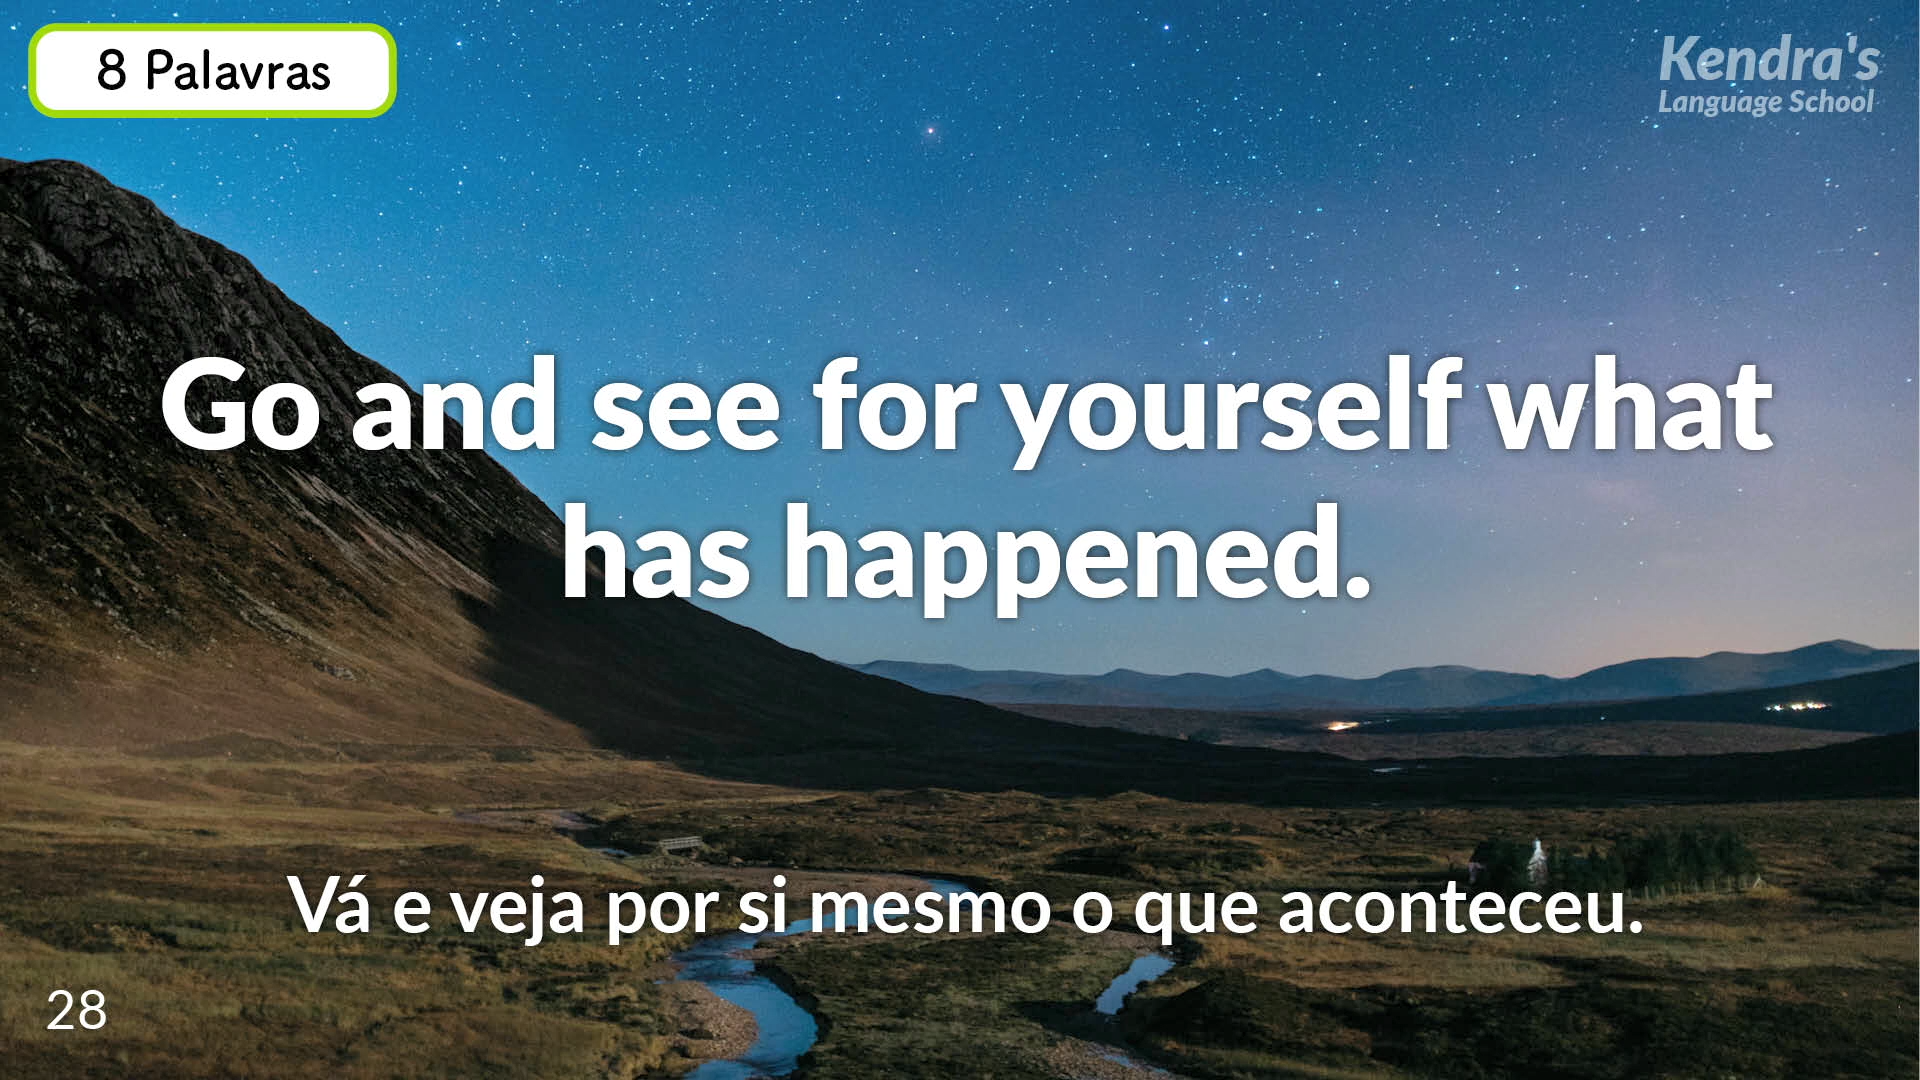 8 Palavras
Kendra's
Language School
Go and see for yourself what
has happened.
Vá e veja por si mesmo o que aconteceu.
28